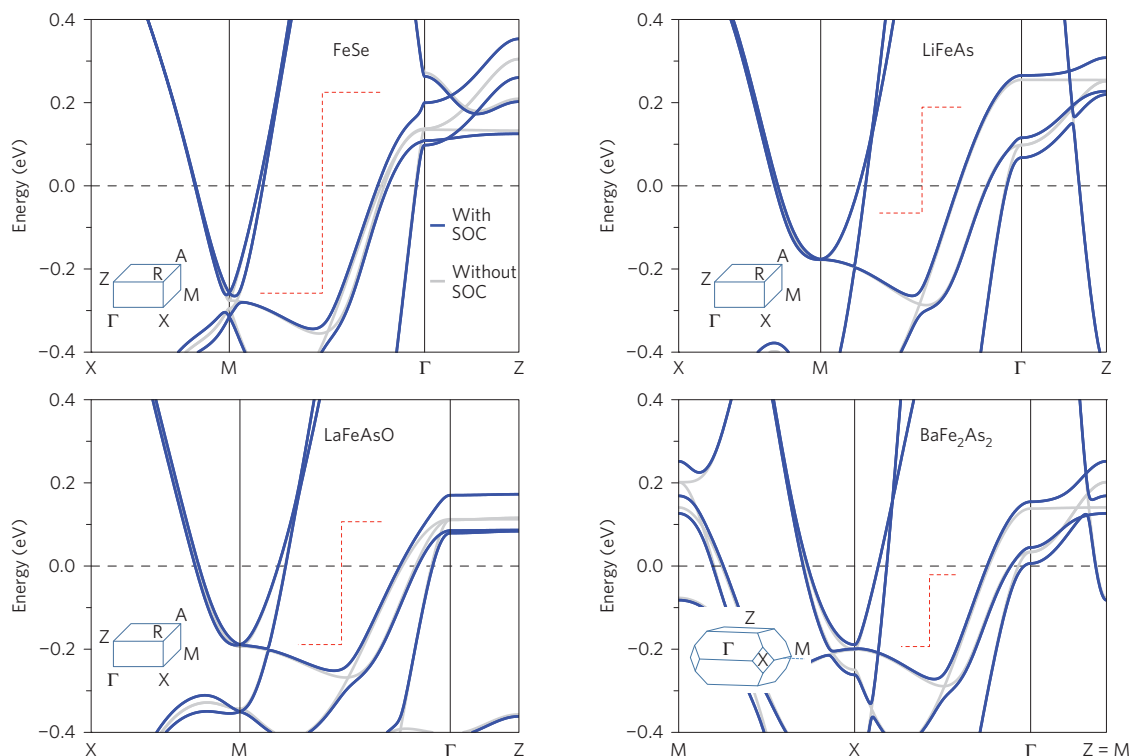 0.4
0.2
0.0
−0.2
−0.4
Energy (eV)
FeSe
With
SOC
Without
SOC
Z
A
R
M
Γ
X
X
M
Γ
Z
0.4
0.2
0.0
−0.2
−0.4
Energy (eV)
LiFeAs
Z
A
R
M
Γ
X
X
M
Γ
Z
0.4
0.2
0.0
−0.2
−0.4
Energy (eV)
LaFeAsO
Z
A
R
M
Γ
X
X
M
Γ
Z
0.4
0.2
0.0
−0.2
−0.4
Energy (eV)
BaFe₂As₂
Z
Γ
X
M
M
X
Γ
Z = M